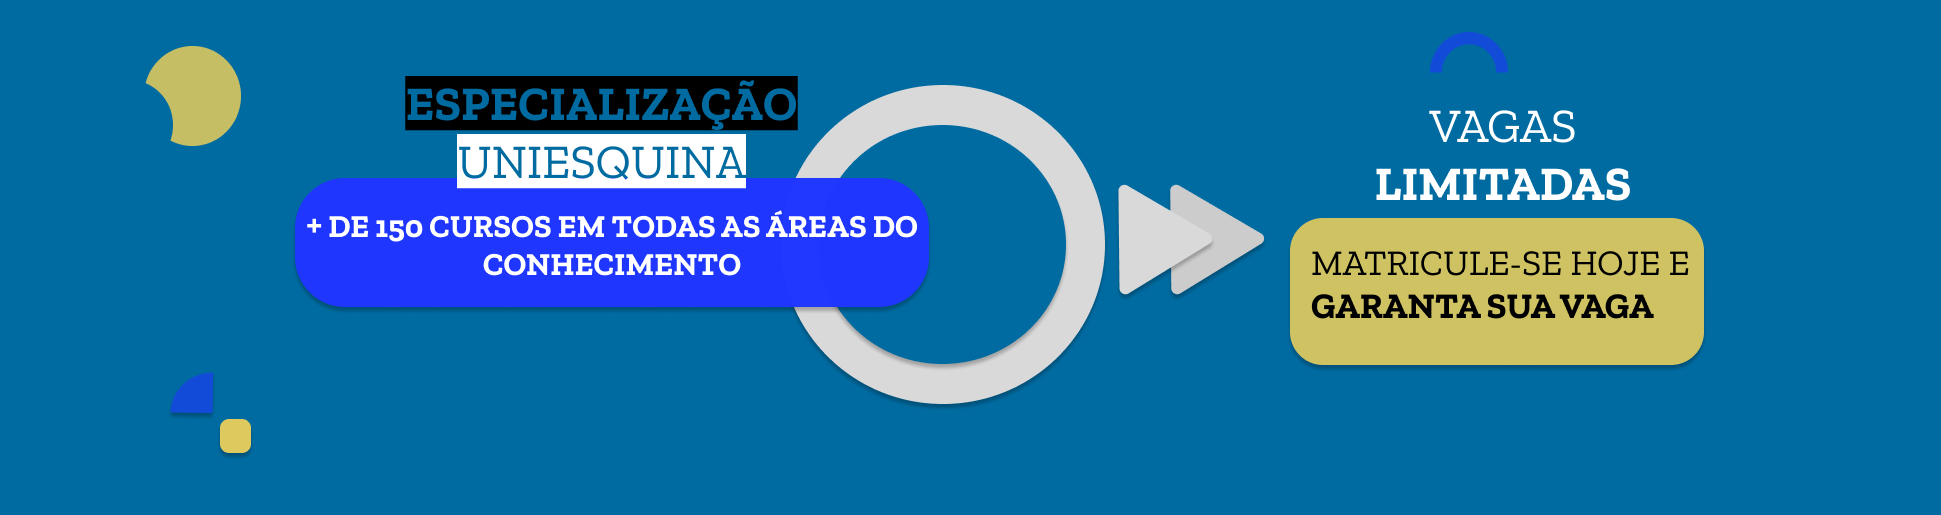 ESPECIALIZAÇÃO
UNIESQUINA
+ DE 150 CURSOS EM TODAS AS ÁREAS DO
CONHECIMENTO
VAGAS
LIMITADAS
MATRICULE-SE HOJE E
GARANTA SUA VAGA